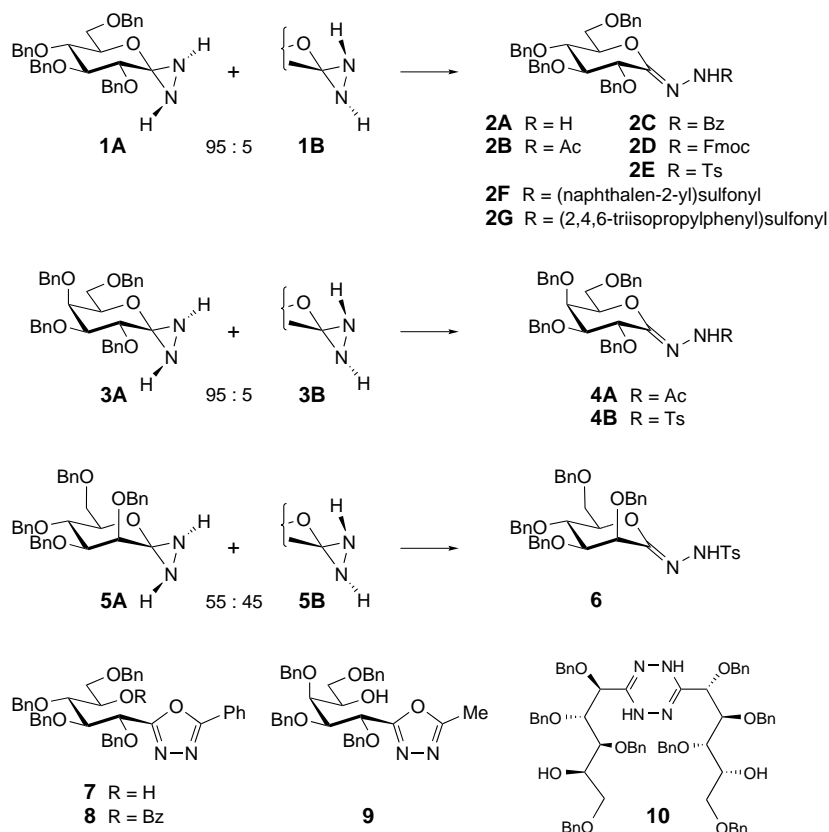 OBn
BnO
O
H
N
BnO
BnO
N
H
1A
+
95 : 5
H
O
N
N
H
1B
OBn
BnO
O
BnO
BnO
N
NHR
2A R = H 2C R = Bz
2B R = Ac 2D R = Fmoc
2E R = Ts
2F R = (naphthalen-2-yl)sulfonyl
2G R = (2,4,6-triisopropylphenyl)sulfonyl
BnO
OBn
O
H
N
BnO
BnO
N
H
3A
+
95 : 5
H
O
N
N
H
3B
BnO
OBn
O
BnO
BnO
N
NHR
4A R = Ac
4B R = Ts
BnO
OBn
BnO
O
H
N
BnO
N
H
5A
+
55 : 45
H
O
N
N
H
5B
BnO
OBn
BnO
O
BnO
N
NHTs
6
OBn
BnO
OR
BnO
BnO
O
Ph
N
N
7 R = H
8 R = Bz
BnO
OBn
OH
BnO
BnO
O
Me
N
N
9
BnO
N
N
NH
OBn
HN
N
BnO
OBn
OBn
BnO
HO
OH
BnO
OBn
10